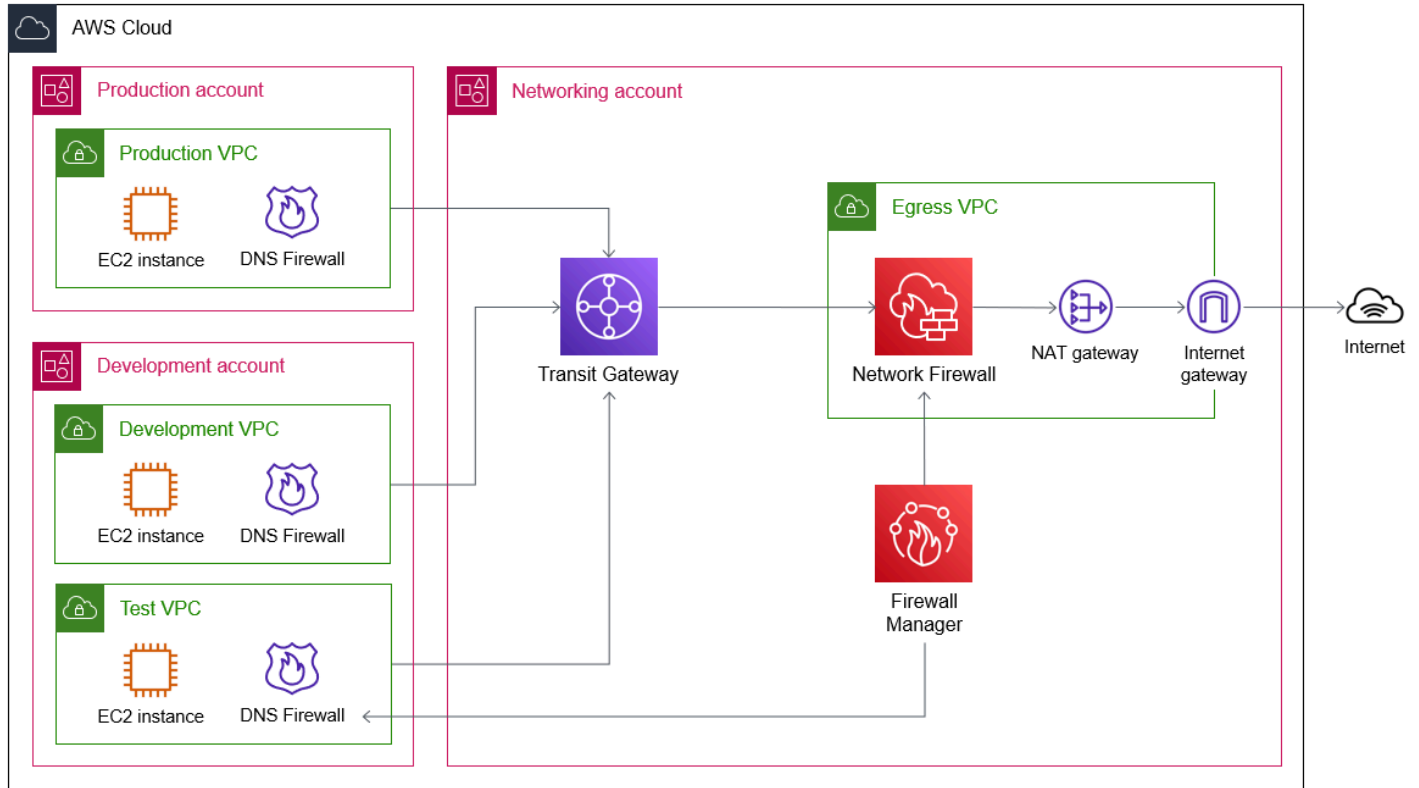 AWS Cloud
Production account
Production VPC
EC2 instance
DNS Firewall
Development account
Development VPC
EC2 instance
DNS Firewall
Test VPC
EC2 instance
DNS Firewall
Networking account
Transit Gateway
Egress VPC
Network Firewall
NAT gateway
Internet
gateway
Firewall
Manager
Internet